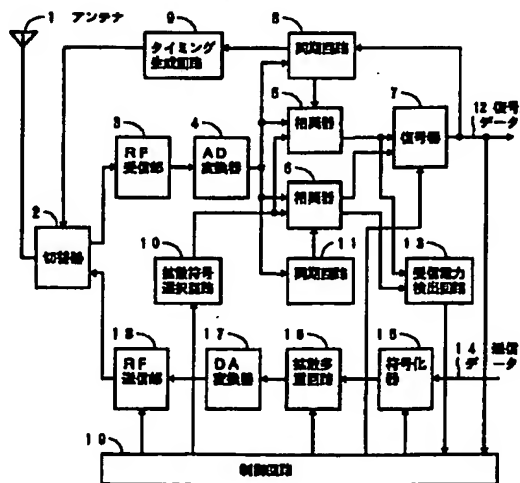 1 アンテナ
9
タイミング
生成回路
8
同期回路
5
相関器
7
復号器
12 復号
データ
3
RF
受信部
4
AD
変換器
6
相関器
2
切替器
10
拡散符号
選択回路
11
同期回路
13
受信電力
検出回路
14 送信
データ
18
RF
送信部
17
DA
変換器
16
拡散多
重回路
15
符号化
器
19
制御回路